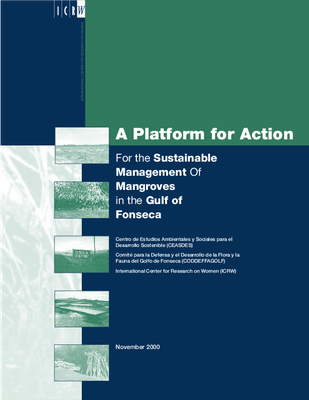 ICRW
A Platform for Action
For the Sustainable
Management Of
Mangroves
in the Gulf of
Fonseca
Centro de Estudios Ambientales y Sociales para el
Desarrollo Sostenible (CEASDES)
Comité para la Defensa y el Desarrollo de la Flora y la
Fauna del Golfo de Fonseca (CODDEFFAGOLF)
International Center for Research on Women (ICRW)
November 2000